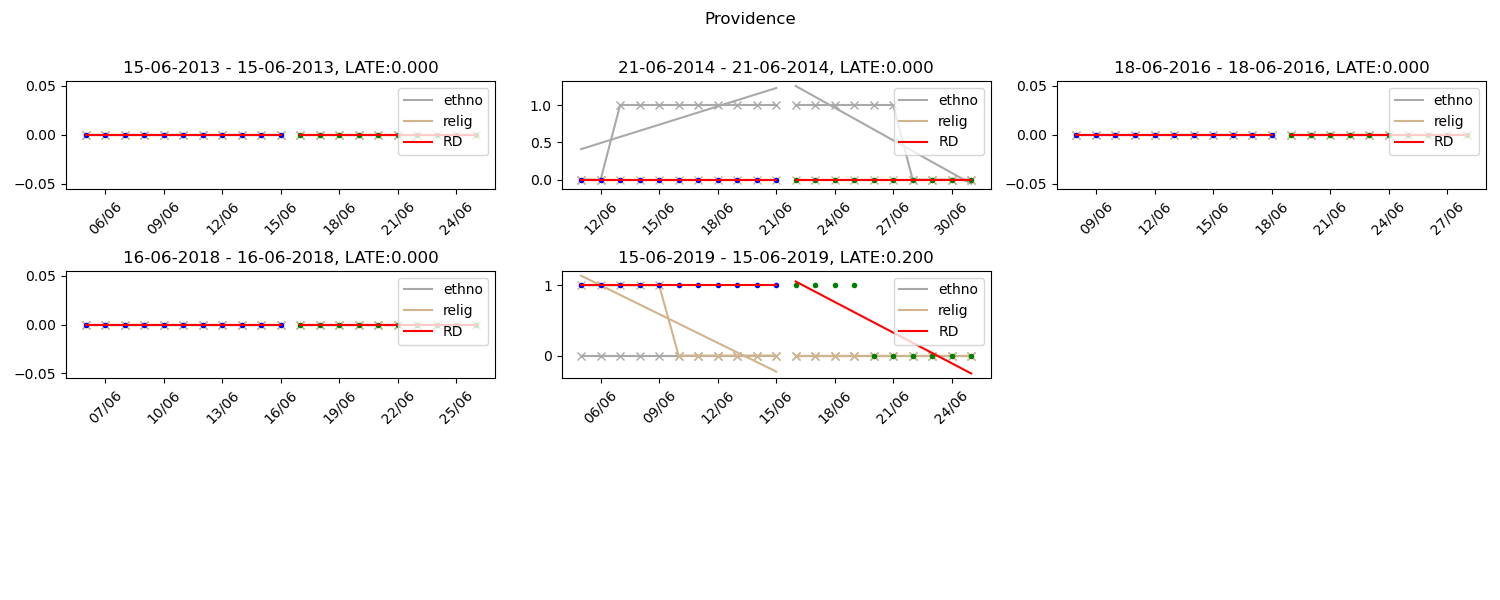 Providence
15-06-2013 - 15-06-2013, LATE:0.000
0.05
0.00
−0.05
06/06
09/06
12/06
15/06
18/06
21/06
24/06
ethno
relig
RD
21-06-2014 - 21-06-2014, LATE:0.000
1.0
0.5
0.0
12/06
15/06
18/06
21/06
24/06
27/06
30/06
ethno
relig
RD
18-06-2016 - 18-06-2016, LATE:0.000
0.05
0.00
−0.05
09/06
12/06
15/06
18/06
21/06
24/06
27/06
ethno
relig
RD
16-06-2018 - 16-06-2018, LATE:0.000
0.05
0.00
−0.05
07/06
10/06
13/06
16/06
19/06
22/06
25/06
ethno
relig
RD
15-06-2019 - 15-06-2019, LATE:0.200
1
0
06/06
09/06
12/06
15/06
18/06
21/06
24/06
ethno
relig
RD